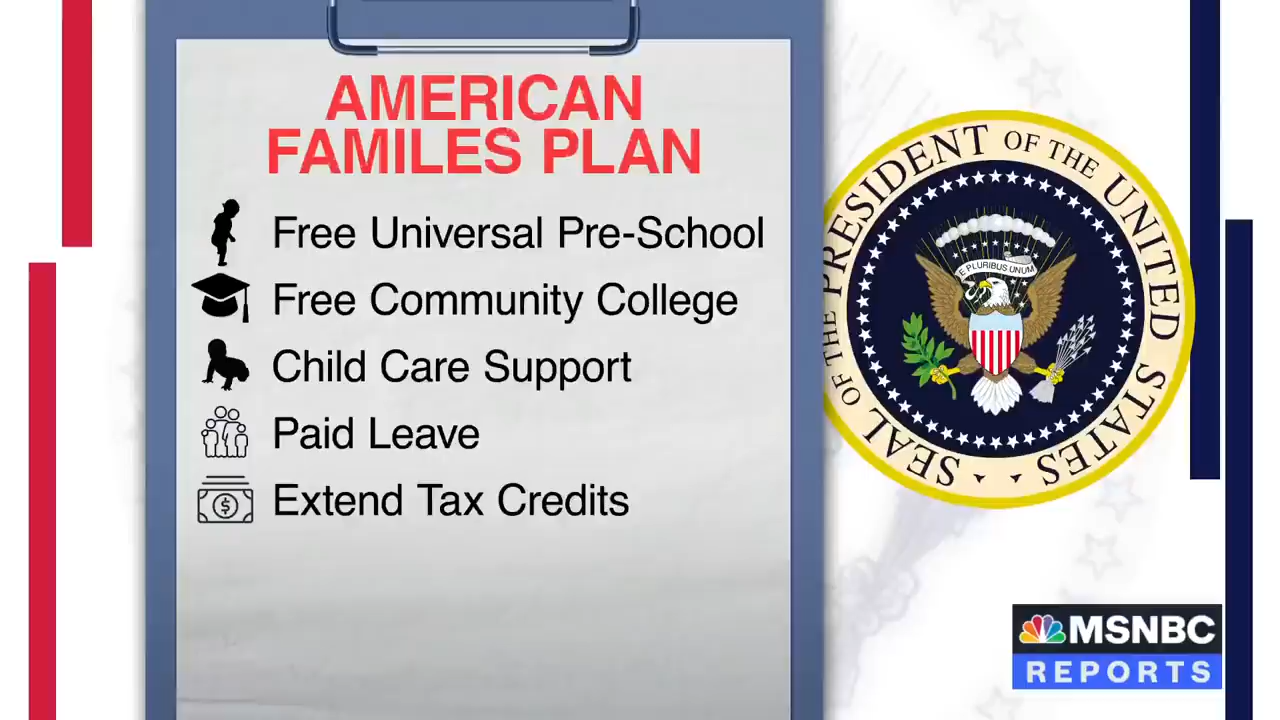 AMERICAN
FAMILES PLAN
Free Universal Pre-School
Free Community College
Child Care Support
Paid Leave
Extend Tax Credits
SEAL OF THE PRESIDENT OF THE UNITED STATES
E PLURIBUS UNUM
$
MSNBC
REPORTS